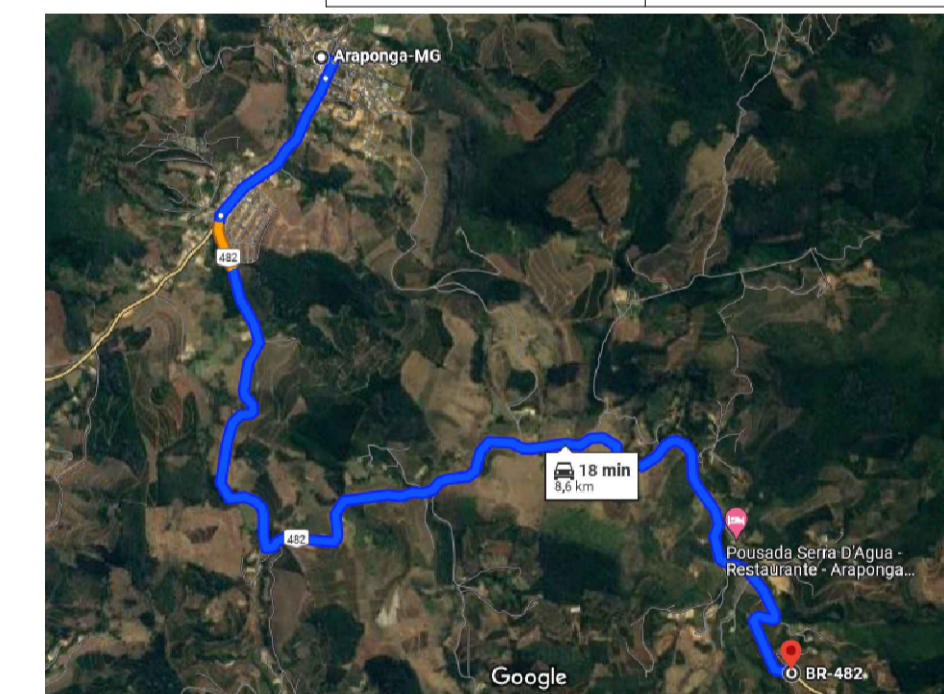 Araponga-MG
482
18 min
8,6 km
482
Pousada Serra D'Agua -
Restaurante - Araponga...
Google
BR-482